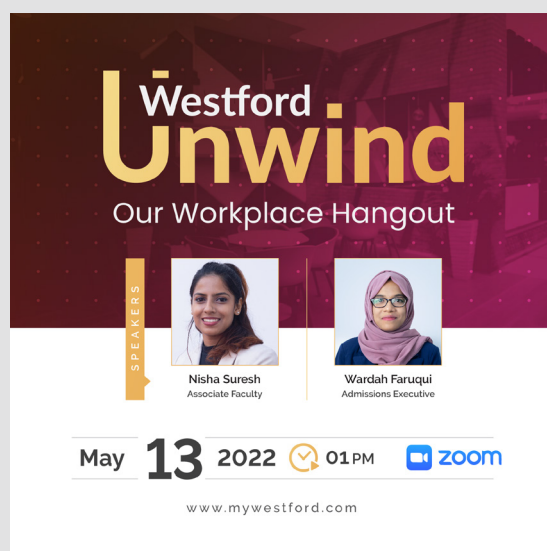 Westford
Unwind
Our Workplace Hangout
SPEAKERS
Nisha Suresh
Associate Faculty
Wardah Faruqui
Admissions Executive
May 13 2022 01 PM zoom
www.mywestford.com